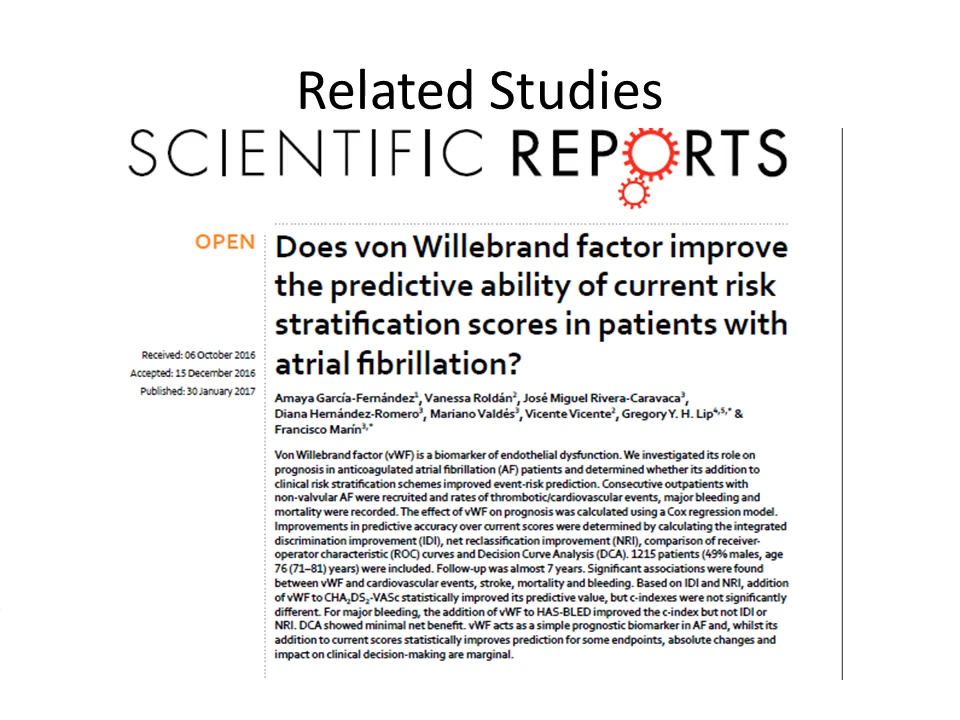 Related Studies
SCIENTIFIC REPORTS
OPEN
Does von Willebrand factor improve
the predictive ability of current risk
stratification scores in patients with
atrial fibrillation?
Received: 06 October 2016
Accepted: 15 December 2016
Published: 30 January 2017
Amaya García-Fernández1, Vanessa Roldán2, José Miguel Rivera-Caravaca3,
Diana Hernández-Romero3, Mariano Valdés3, Vicente Vicente2, Gregory Y. H. Lip4,5,* &
Francisco Marín3,*
Von Willebrand factor (vWF) is a biomarker of endothelial dysfunction. We investigated its role on
prognosis in anticoagulated atrial fibrillation (AF) patients and determined whether its addition to
clinical risk stratification schemes improved event-risk prediction. Consecutive outpatients with
non-valvular AF were recruited and rates of thrombotic/cardiovascular events, major bleeding and
mortality were recorded. The effect of vWF on prognosis was calculated using a Cox regression model.
Improvements in predictive accuracy over current scores were determined by calculating the integrated
discrimination improvement (IDI), net reclassification improvement (NRI), comparison of receiver-
operator characteristic (ROC) curves and Decision Curve Analysis (DCA). 1215 patients (49% males, age
76 (71–81) years) were included. Follow-up was almost 7 years. Significant associations were found
between vWF and cardiovascular events, stroke, mortality and bleeding. Based on IDI and NRI, addition
of vWF to CHA2DS2-VASc statistically improved its predictive value, but c-indexes were not significantly
different. For major bleeding, the addition of vWF to HAS-BLED improved the c-index but not IDI or
NRI. DCA showed minimal net benefit. vWF acts as a simple prognostic biomarker in AF and, whilst its
addition to current scores statistically improves prediction for some endpoints, absolute changes and
impact on clinical decision-making are marginal.